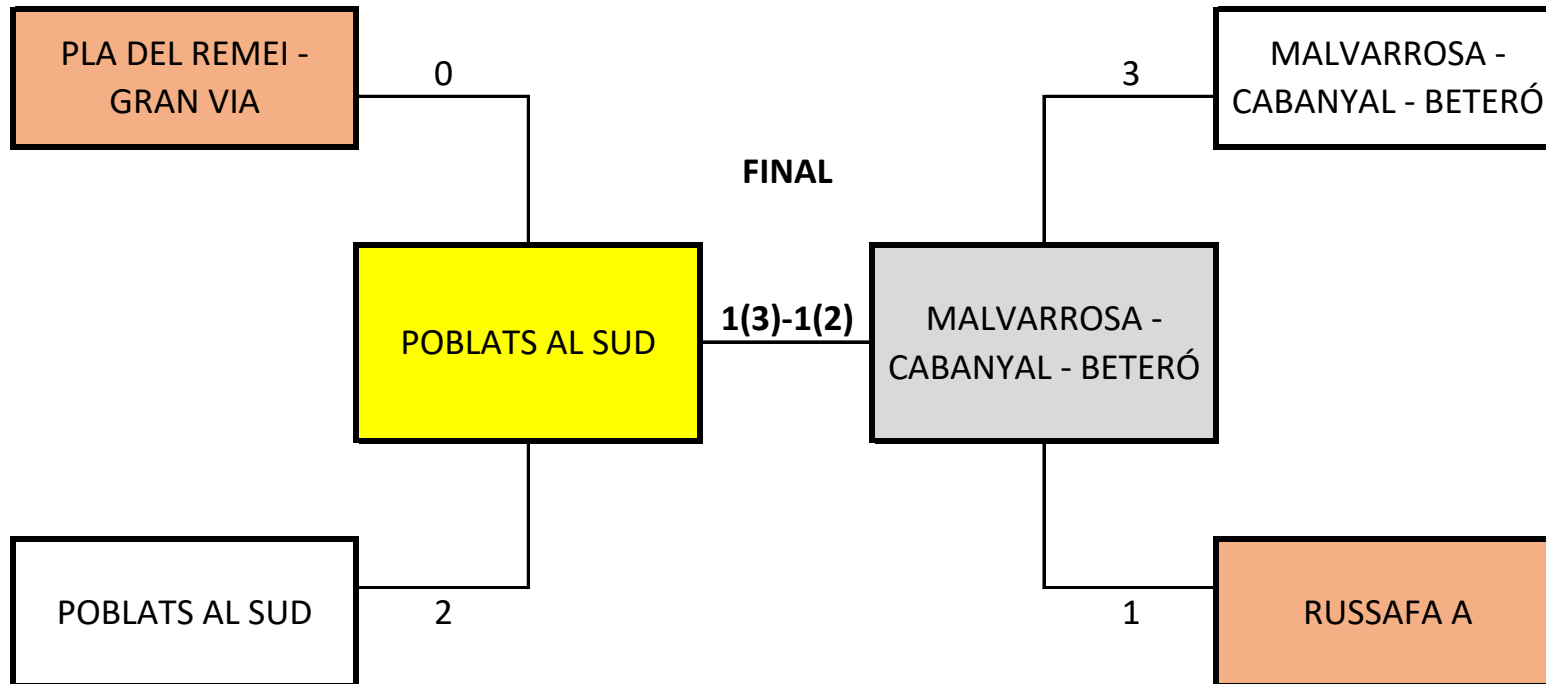 PLA DEL REMEI -
GRAN VIA
0
3
MALVARROSA -
CABANYAL - BETERÓ
FINAL
POBLATS AL SUD
1(3)-1(2)
MALVARROSA -
CABANYAL - BETERÓ
POBLATS AL SUD
2
1
RUSSAFA A